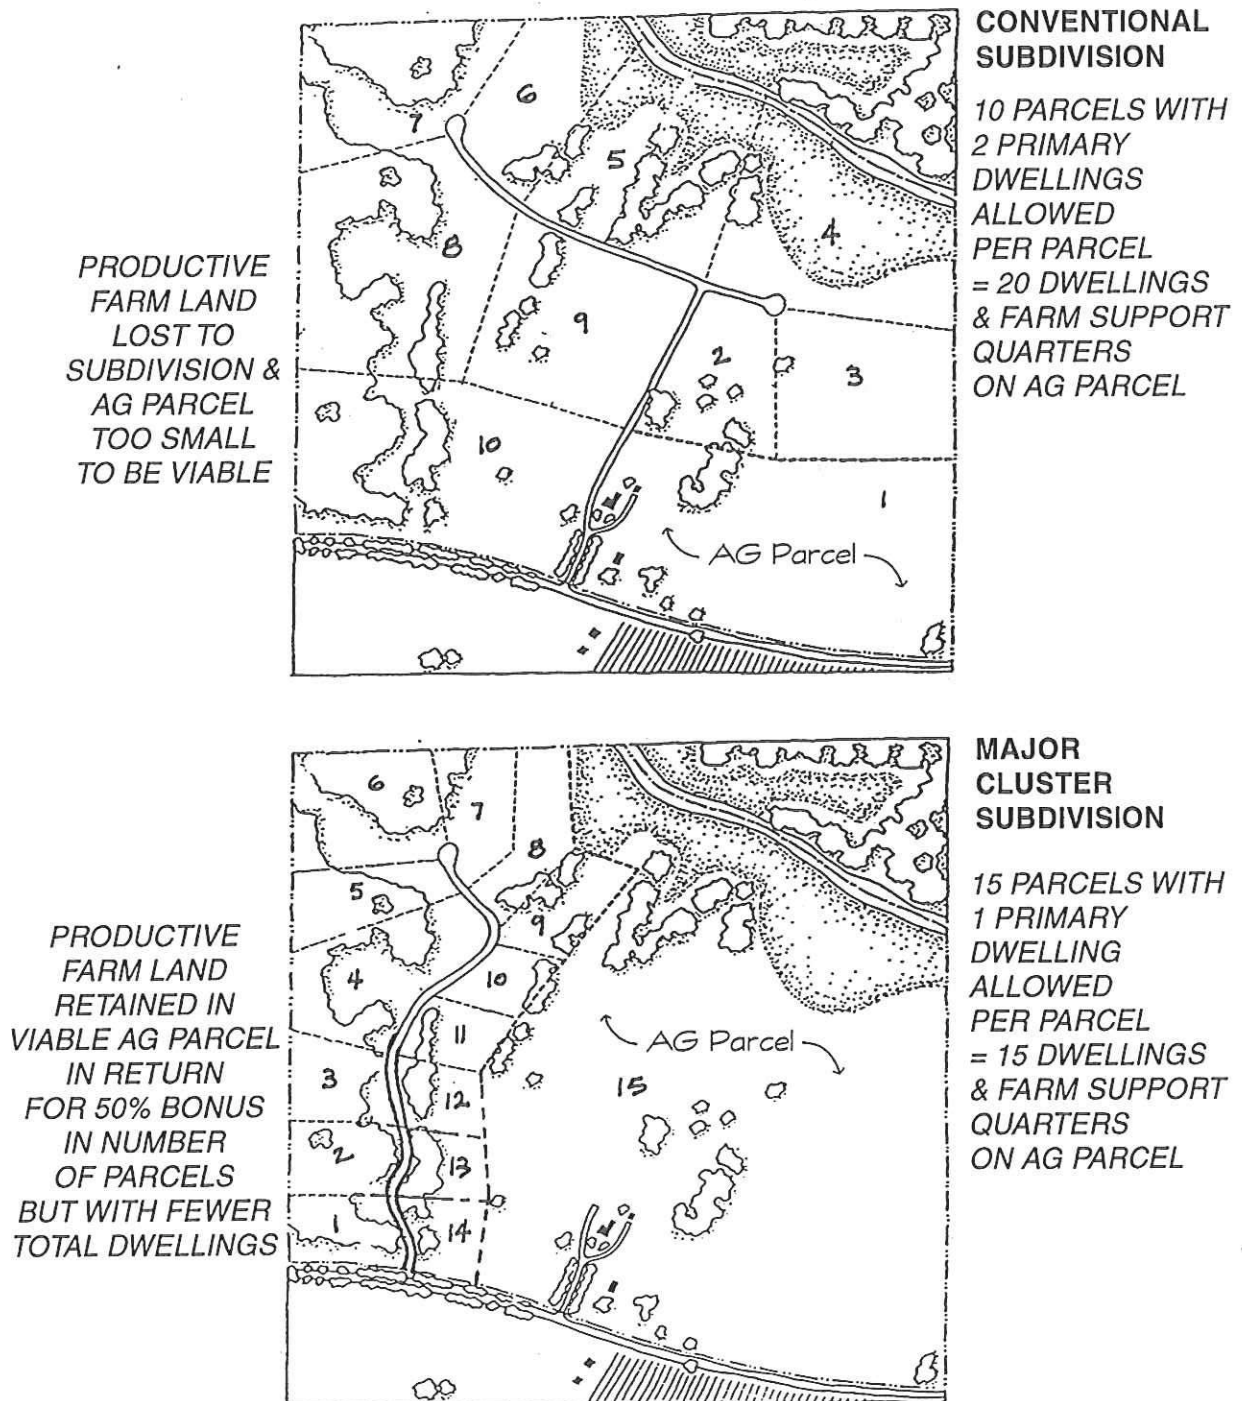 CONVENTIONAL
SUBDIVISION
10 PARCELS WITH
2 PRIMARY
DWELLINGS
ALLOWED
PER PARCEL
= 20 DWELLINGS
& FARM SUPPORT
QUARTERS
ON AG PARCEL
PRODUCTIVE
FARM LAND
LOST TO
SUBDIVISION &
AG PARCEL
TOO SMALL
TO BE VIABLE
6
7
5
4
8
9
2
3
10
1
AG Parcel
MAJOR
CLUSTER
SUBDIVISION
15 PARCELS WITH
1 PRIMARY
DWELLING
ALLOWED
PER PARCEL
= 15 DWELLINGS
& FARM SUPPORT
QUARTERS
ON AG PARCEL
PRODUCTIVE
FARM LAND
RETAINED IN
VIABLE AG PARCEL
IN RETURN
FOR 50% BONUS
IN NUMBER
OF PARCELS
BUT WITH FEWER
TOTAL DWELLINGS
6
7
8
5
9
4
10
11
AG Parcel
3
12
15
2
13
1
14